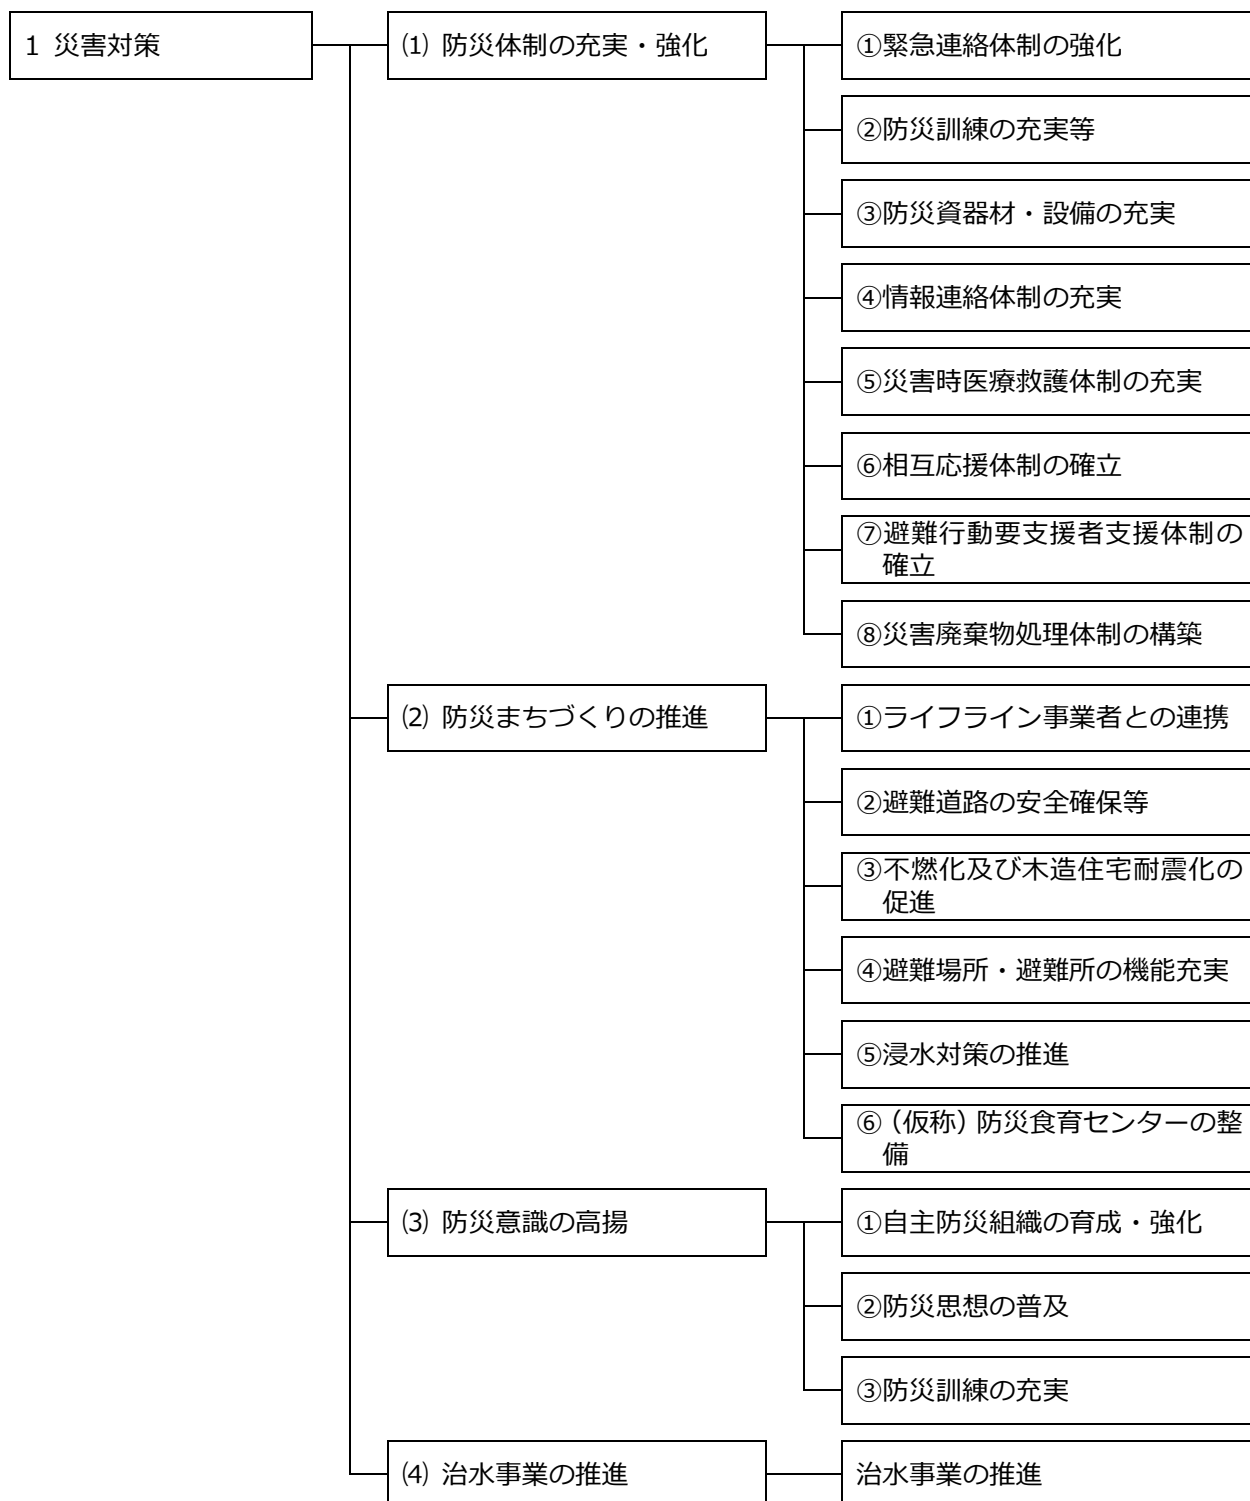 1 災害対策
⑴ 防災体制の充実・強化
①緊急連絡体制の強化
②防災訓練の充実等
③防災資器材・設備の充実
④情報連絡体制の充実
⑤災害時医療救護体制の充実
⑥相互応援体制の確立
⑦避難行動要支援者支援体制の
確立
⑧災害廃棄物処理体制の構築
⑵ 防災まちづくりの推進
①ライフライン事業者との連携
②避難道路の安全確保等
③不燃化及び木造住宅耐震化の
促進
④避難場所・避難所の機能充実
⑤浸水対策の推進
⑥（仮称）防災食育センターの整
備
⑶ 防災意識の高揚
①自主防災組織の育成・強化
②防災思想の普及
③防災訓練の充実
⑷ 治水事業の推進
治水事業の推進